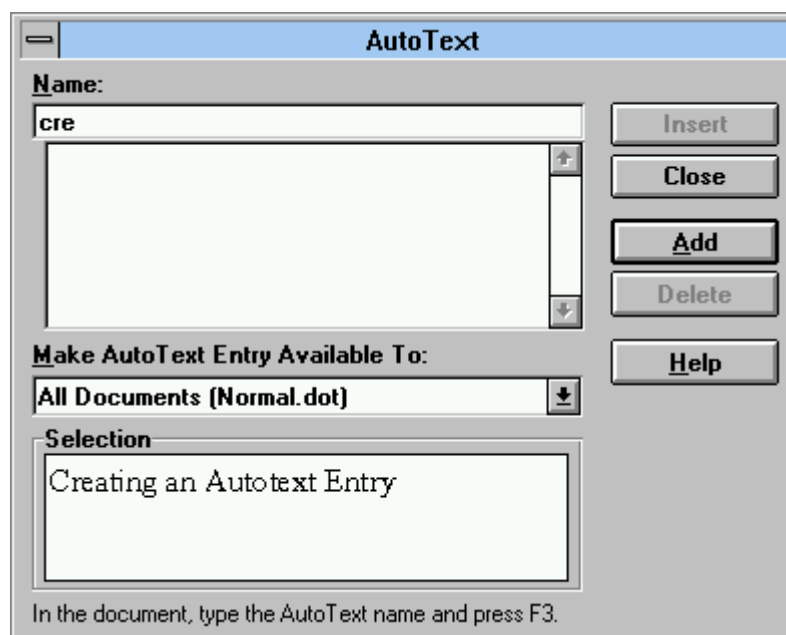 AutoText
Name:
cre
Insert
Close
Add
Delete
Make AutoText Entry Available To:
Help
All Documents (Normal.dot)
Selection
Creating an Autotext Entry
In the document, type the AutoText name and press F3.